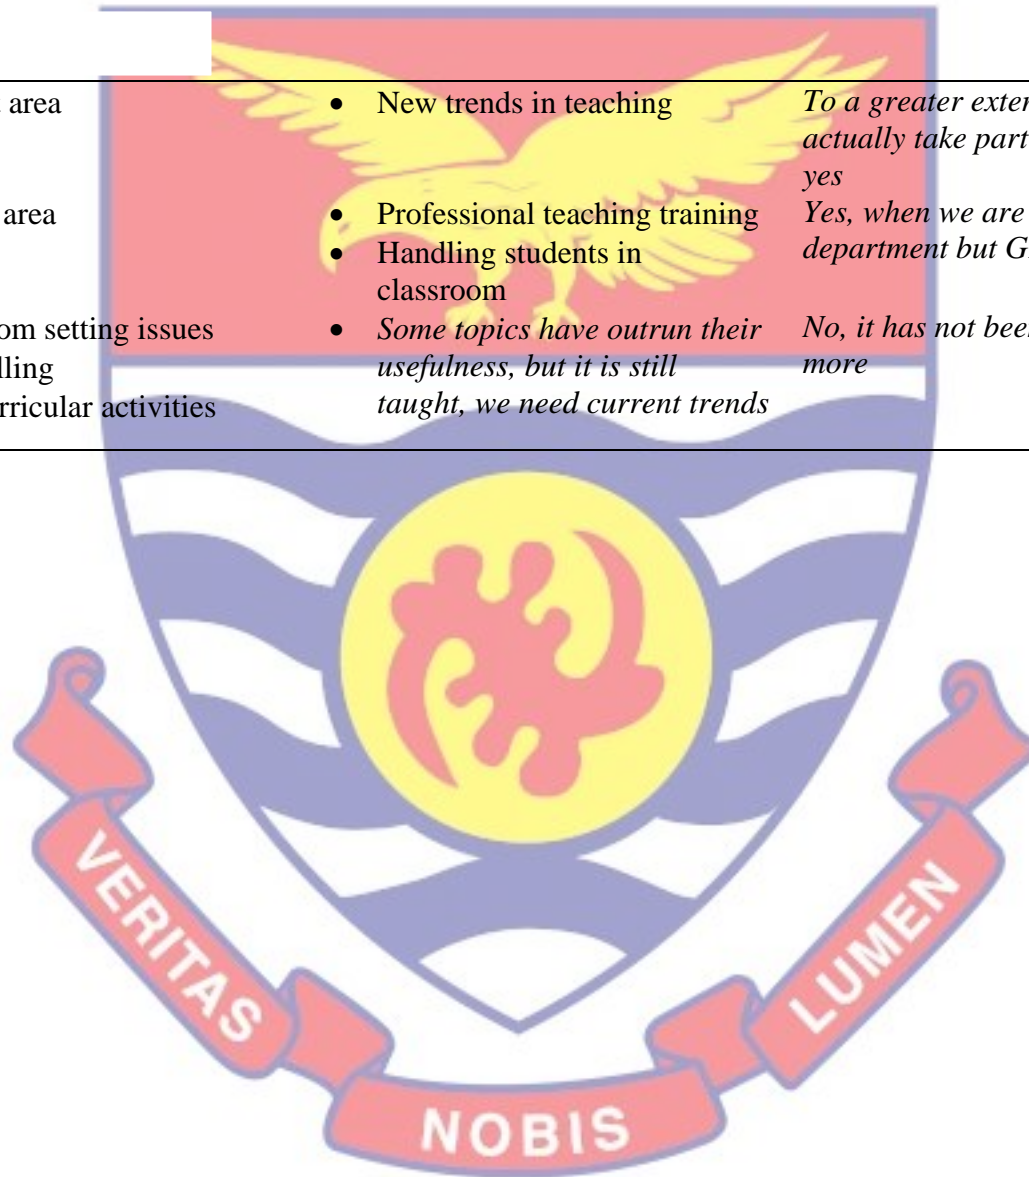 area
• New trends in teaching
To a greater exten
actually take part
yes
area
• Professional teaching training
Yes, when we are
• Handling students in
department but G
classroom
om setting issues
• Some topics have outrun their
No, it has not been
lling
usefulness, but it is still
more
rricular activities
taught, we need current trends
VERITAS
NOBIS
LUMEN